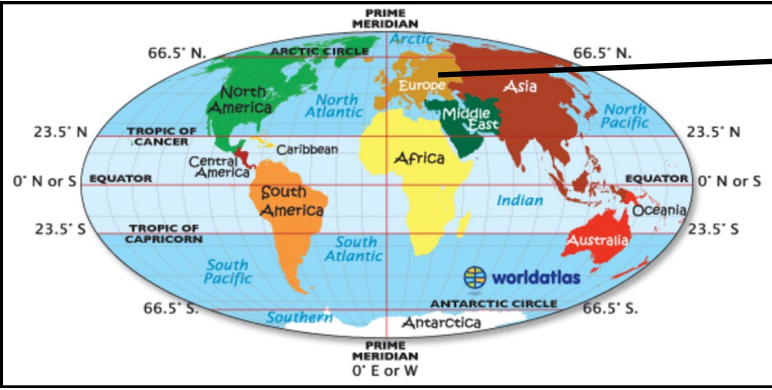 PRIME
MERIDIAN
Arctic
66.5° N.
ARCTIC CIRCLE
66.5° N.
North
America
Europe
Asia
North
Atlantic
Middle
East
North
Pacific
23.5° N
TROPIC OF
CANCER
23.5° N
Caribbean
Central
America
Africa
0° N or S
EQUATOR
EQUATOR
0° N or S
South
America
Indian
Oceania
23.5° S
TROPIC OF
CAPRICORN
23.5° S
South
Atlantic
Australia
South
Pacific
worldatlas
66.5° S.
ANTARCTIC CIRCLE
66.5° S.
Southern
Antarctica
PRIME
MERIDIAN
0° E or W